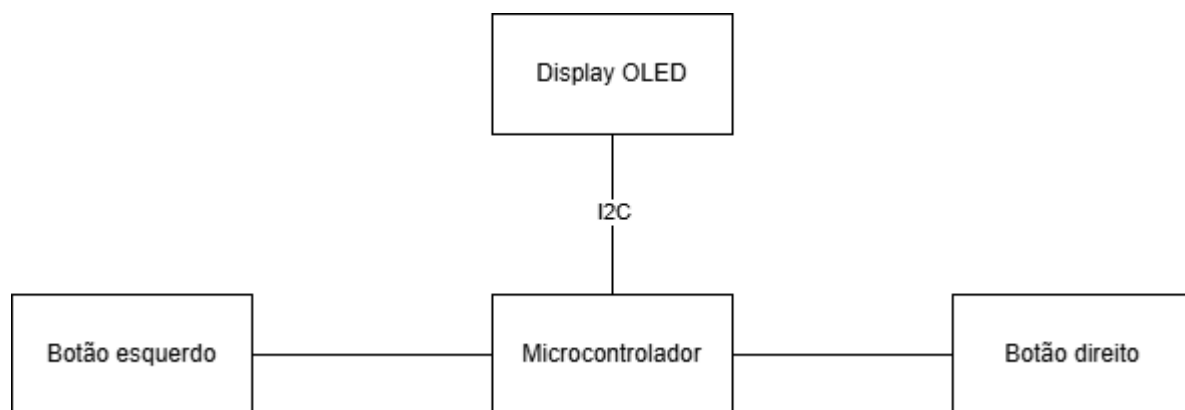 Display OLED
I2C
Botão esquerdo
Microcontrolador
Botão direito